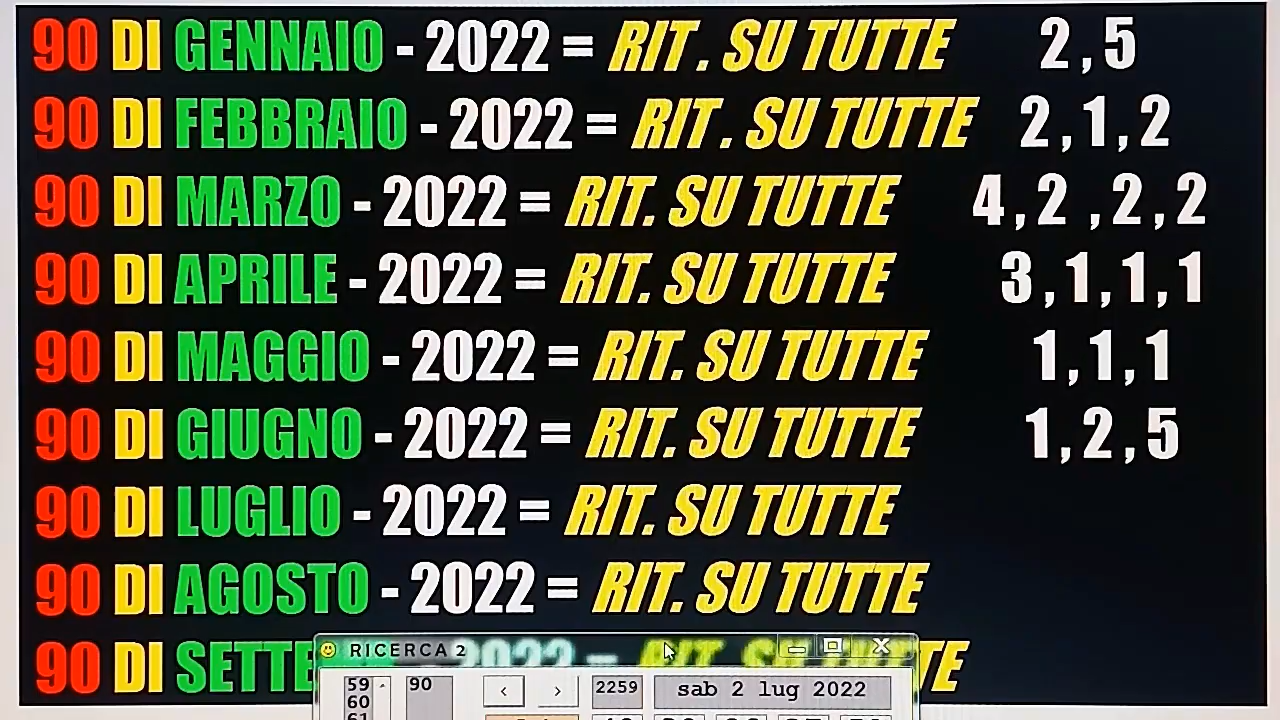 90 DI GENNAIO - 2022 = RIT . SU TUTTE 2 , 5
90 DI FEBBRAIO - 2022 = RIT . SU TUTTE 2 , 1 , 2
90 DI MARZO - 2022 = RIT. SU TUTTE 4 , 2 , 2 , 2
90 DI APRILE - 2022 = RIT. SU TUTTE 3 , 1 , 1 , 1
90 DI MAGGIO - 2022 = RIT. SU TUTTE 1 , 1 , 1
90 DI GIUGNO - 2022 = RIT. SU TUTTE 1 , 2 , 5
90 DI LUGLIO - 2022 = RIT. SU TUTTE
90 DI AGOSTO - 2022 = RIT. SU TUTTE
90 DI SETTE 2022 = RIT. SU TUTTE
RICERCA 2
59 90 < > 2259 sab 2 lug 2022
60